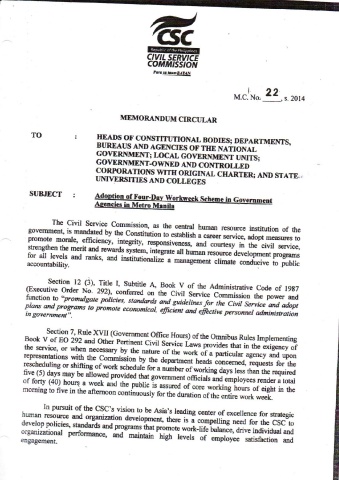 CSC
Republic of the Philippines
CIVIL SERVICE
COMMISSION
M.C. No. 22, s. 2014
MEMORANDUM CIRCULAR
TO : HEADS OF CONSTITUTIONAL BODIES; DEPARTMENTS,
BUREAUS AND AGENCIES OF THE NATIONAL
GOVERNMENT; LOCAL GOVERNMENT UNITS;
GOVERNMENT-OWNED AND CONTROLLED
CORPORATIONS WITH ORIGINAL CHARTER; AND STATE
UNIVERSITIES AND COLLEGES
SUBJECT : Adoption of Four-Day Workweek Scheme in Government
Agencies in Metro Manila
The Civil Service Commission, as the central human resource institution of the
government, is mandated by the Constitution to establish a career service, adopt measures to
promote morale, efficiency, integrity, responsiveness, and courtesy in the civil service,
strengthen the merit and rewards system, integrate all human resource development programs
for all levels and ranks, and institutionalize a management climate conducive to public
accountability.
Section 12 (3), Title I, Subtitle A, Book V of the Administrative Code of 1987
(Executive Order No. 292), conferred on the Civil Service Commission the power and
function to "promulgate policies, standards and guidelines for the Civil Service and adopt
plans and programs to promote economical, efficient and effective personnel administration
in government".
Section 7, Rule XVII (Government Office Hours) of the Omnibus Rules Implementing
Book V of EO 292 and Other Pertinent Civil Service Laws provides that in the exigency of
the service, or when necessary by the nature of the work of a particular agency and upon
representations with the Commission by the department heads concerned, requests for the
rescheduling or shifting of work schedule for a number of working days less than the required
five (5) days may be allowed provided that government officials and employees render a total
of forty (40) hours a week and the public is assured of core working hours of eight in the
morning to five in the afternoon continuously for the duration of the entire work week.
In pursuit of the CSC's vision to be Asia's leading center of excellence for strategic
human resource and organization development, there is a compelling need for the CSC to
develop policies, standards and programs that promote work-life balance, drive individual and
organizational performance, and maintain high levels of employee satisfaction and
engagement.